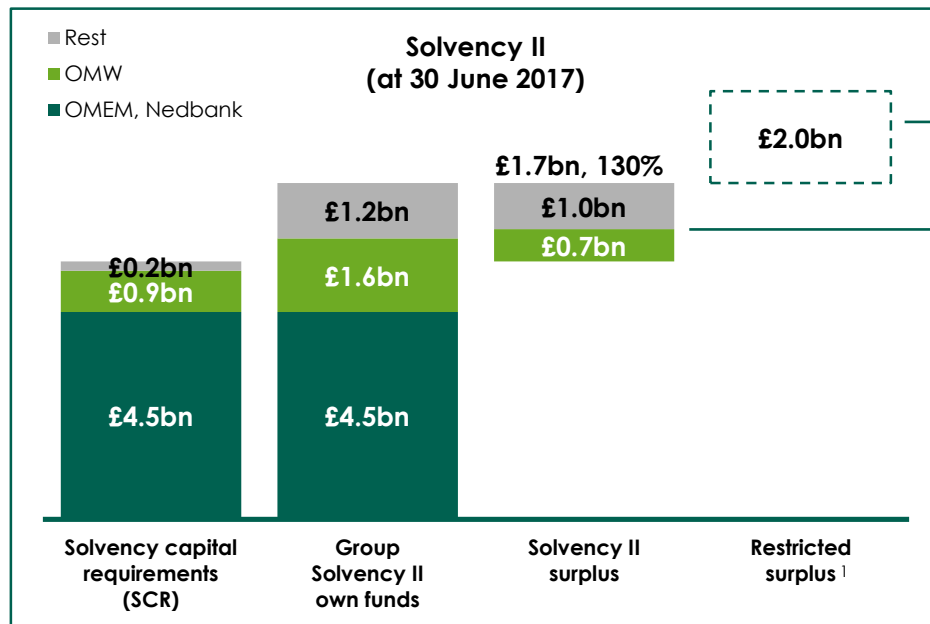 Rest
OMW
OMEM, Nedbank
Solvency II
(at 30 June 2017)
£2.0bn
£1.7bn, 130%
£1.2bn
£1.0bn
£0.7bn
£0.2bn
£0.9bn
£1.6bn
£4.5bn
£4.5bn
Solvency capital
requirements
(SCR)
Group
Solvency II
own funds
Solvency II
surplus
Restricted
surplus 1